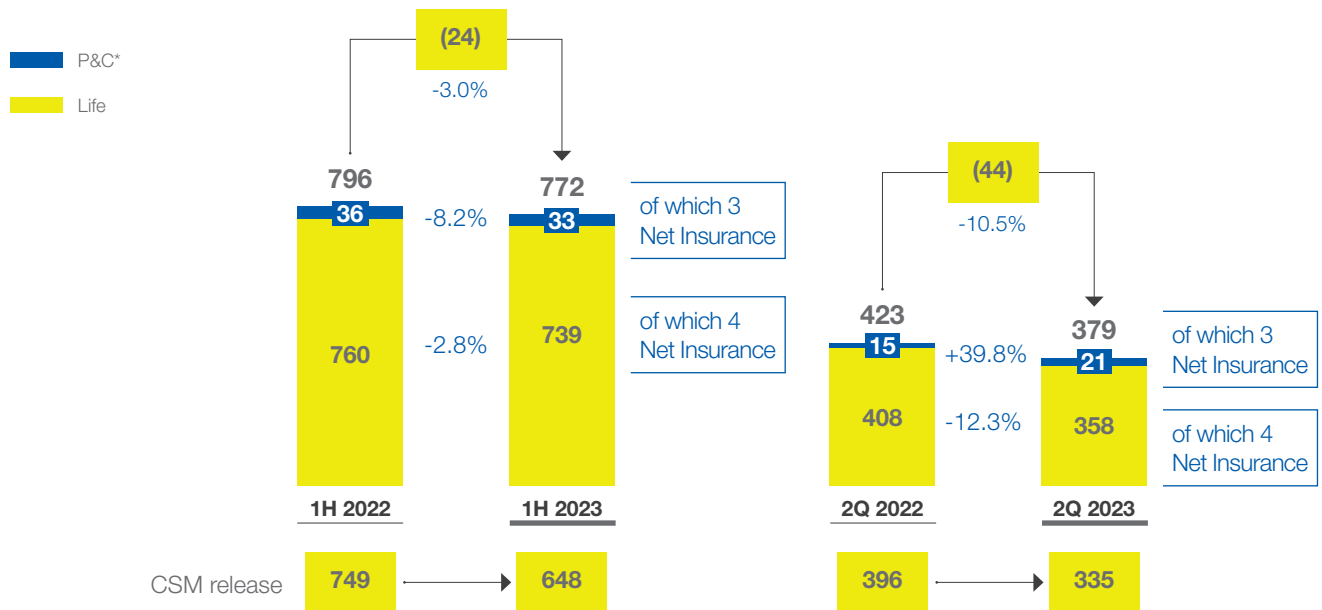 P&C*
Life
(24)
-3.0%
796
36
-8.2%
772
33
of which 3
Net Insurance
760
-2.8%
739
of which 4
Net Insurance
1H 2022
1H 2023
(44)
-10.5%
423
15
+39.8%
379
21
of which 3
Net Insurance
408
-12.3%
358
of which 4
Net Insurance
2Q 2022
2Q 2023
CSM release
749
648
396
335